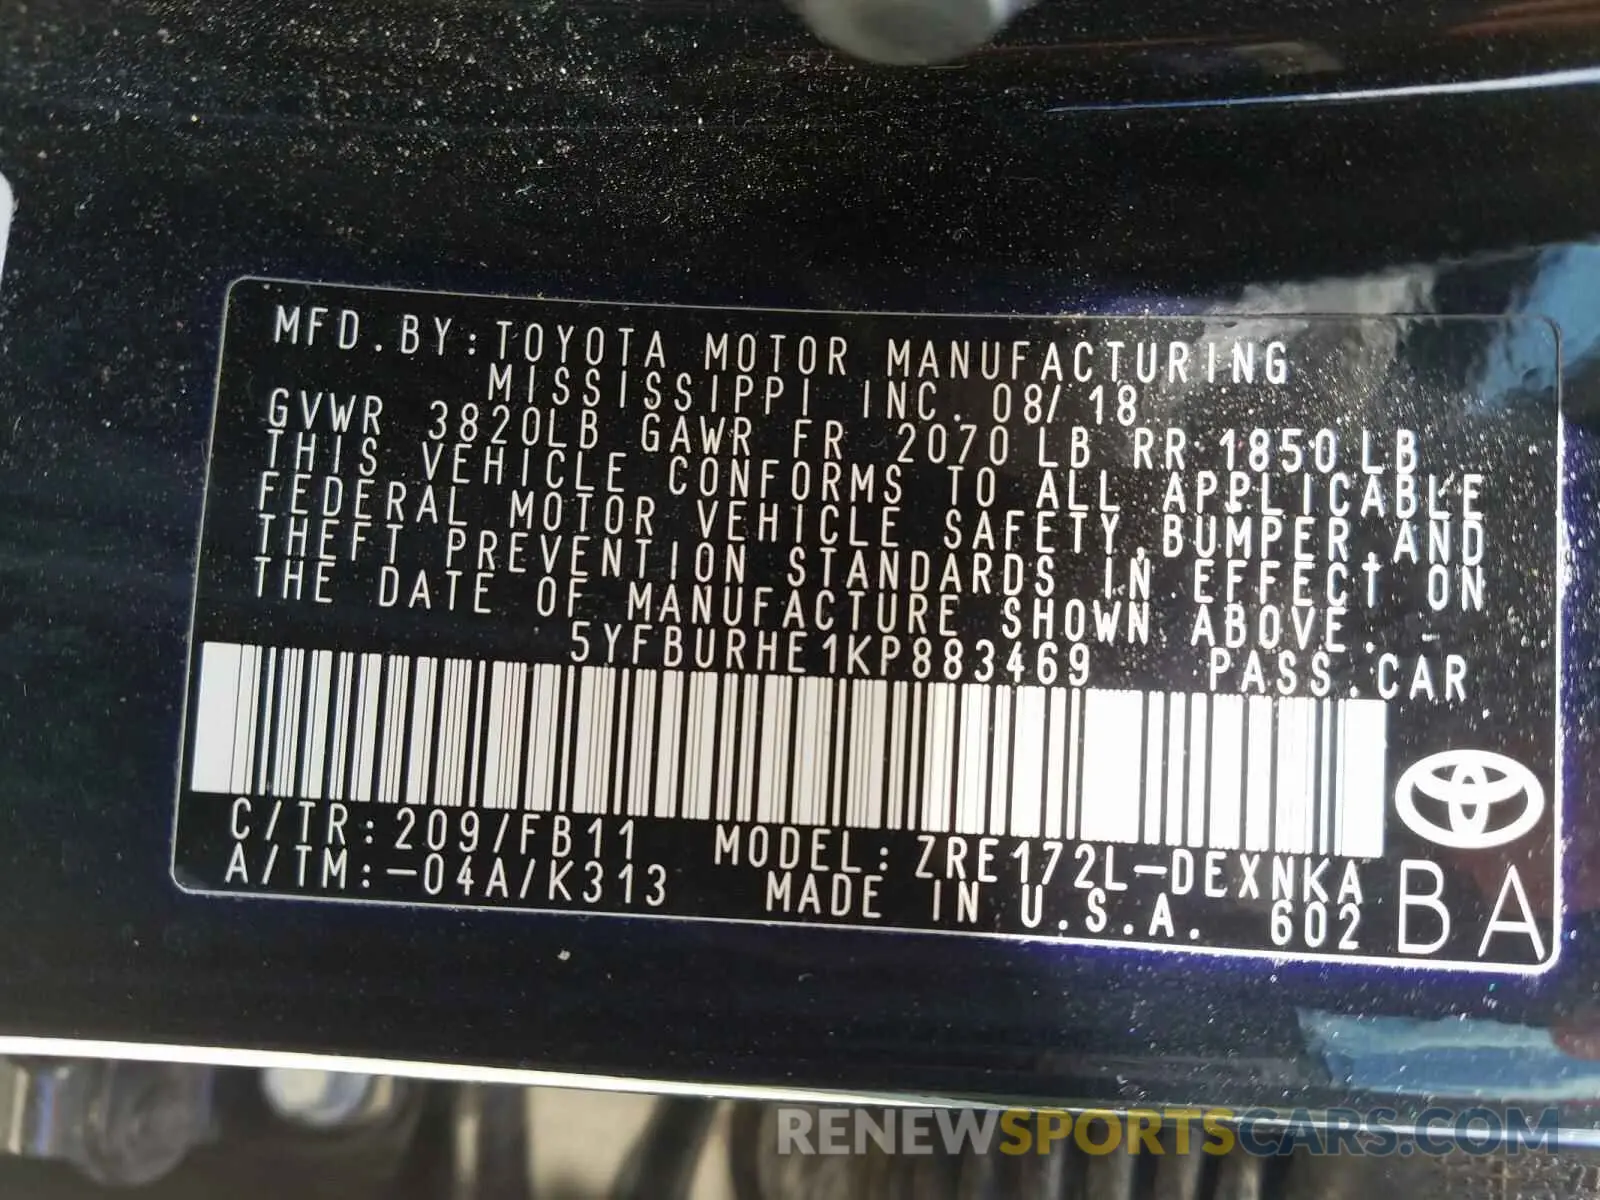 MFD.BY:TOYOTA MOTOR MANUFACTURING
MISSISSIPPI INC. 08/18
GVWR 3820LB GAWR FR 2070LB RR 1850LB
THIS VEHICLE CONFORMS TO ALL APPLICABLE
FEDERAL MOTOR VEHICLE SAFETY,BUMPER,AND
THEFT PREVENTION STANDARDS IN EFFECT ON
THE DATE OF MANUFACTURE SHOWN ABOVE.
5YFBURHE1KP883469 PASS.CAR
C/TR:209/FB11 MODEL:ZRE172L-DEXNKA
A/TM:-04A/K313 MADE IN U.S.A. 602
BA
RENEWSPORTSCARS.COM